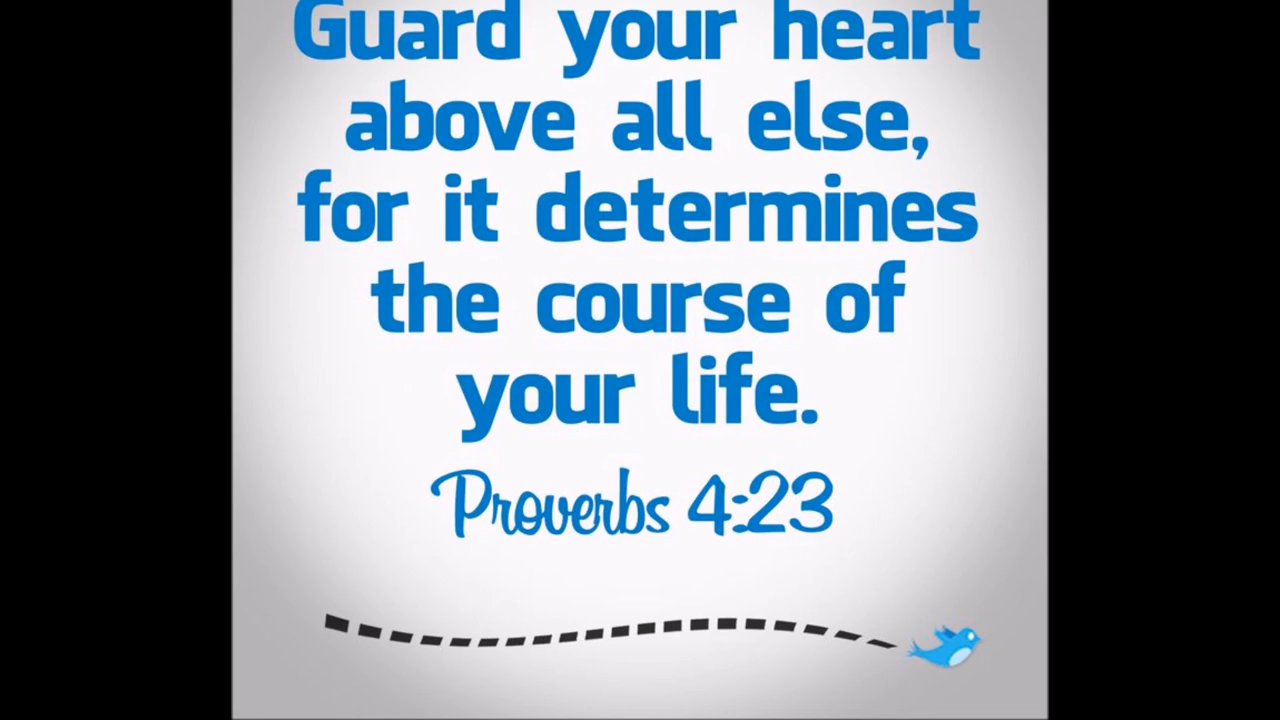 Guard your heart
above all else,
for it determines
the course of
your life.
Proverbs 4:23